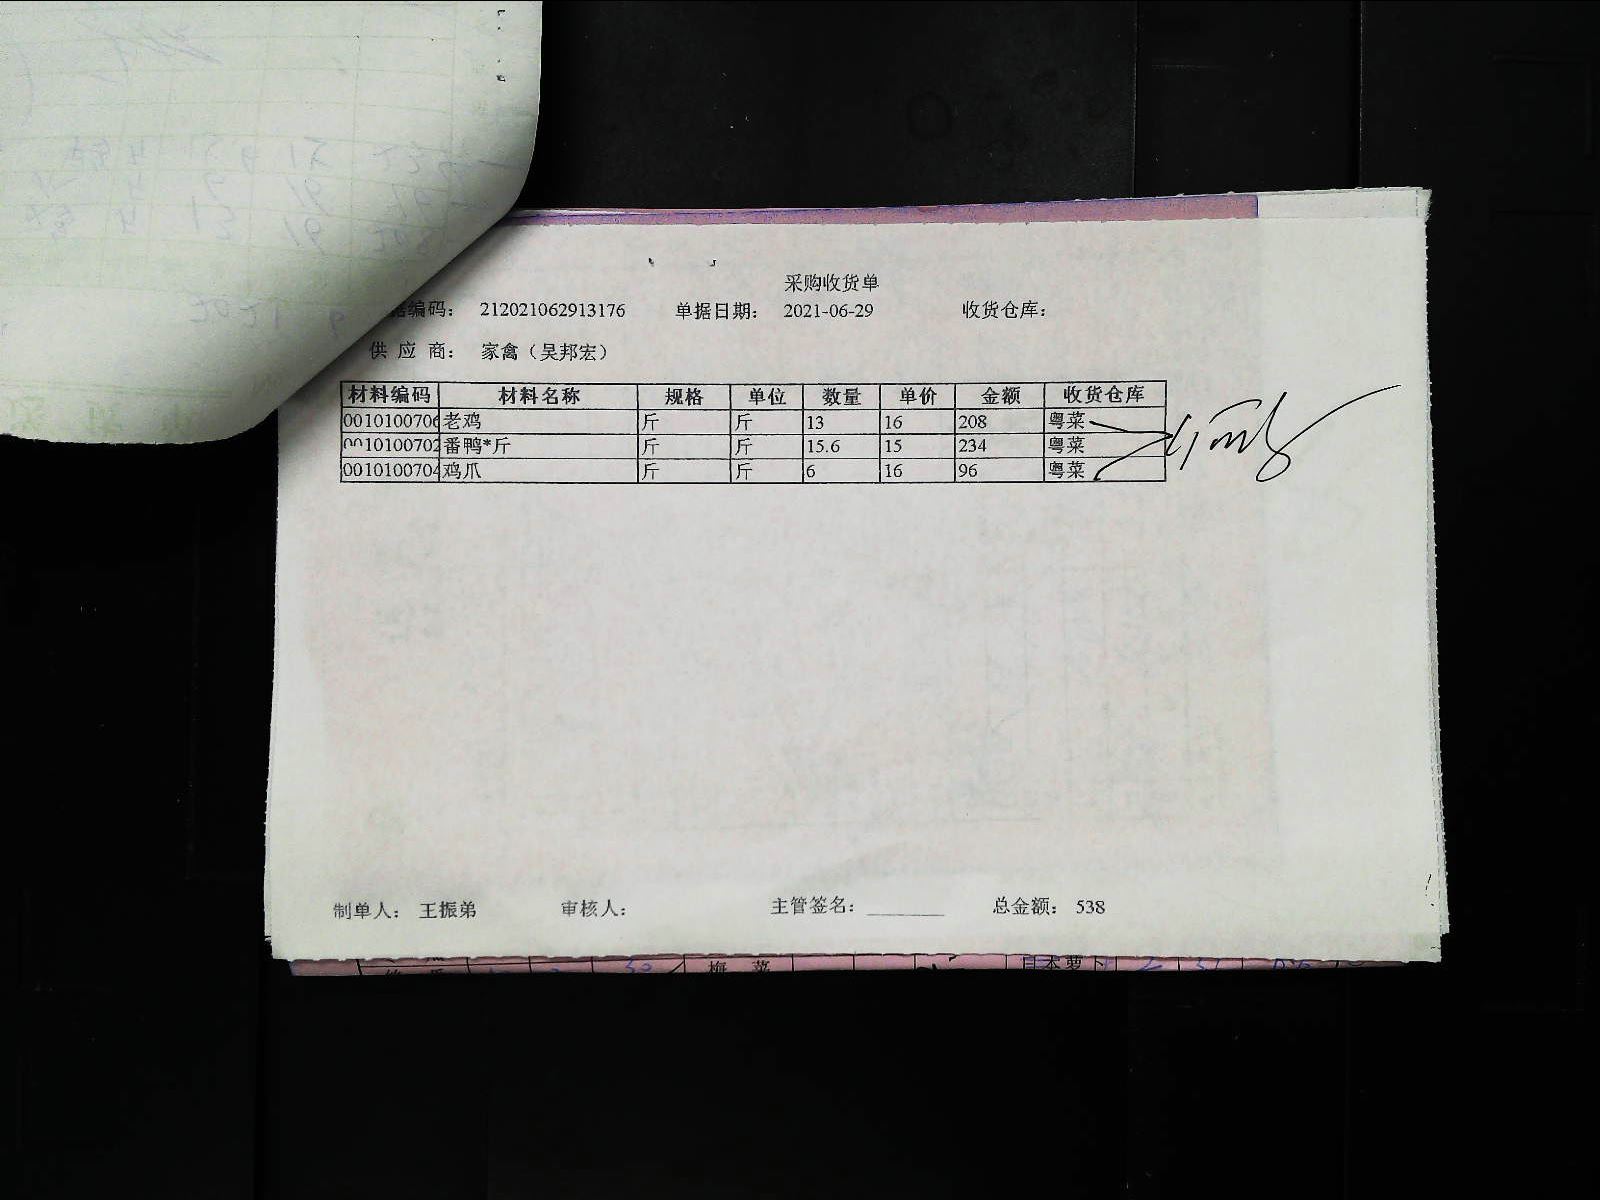 采购收货单
编码： 212021062913176 单据日期： 2021-06-29 收货仓库：
供 应 商： 家禽（吴邦宏）
材料编码 材料名称 规格 单位 数量 单价 金额 收货仓库
0010100706 老鸡 斤 斤 13 16 208 粤菜
0010100702 番鸭*斤 斤 斤 15.6 15 234 粤菜
0010100704 鸡爪 斤 斤 6 16 96 粤菜
制单人： 王振弟 审核人： 主管签名： 总金额： 538
梅 菜